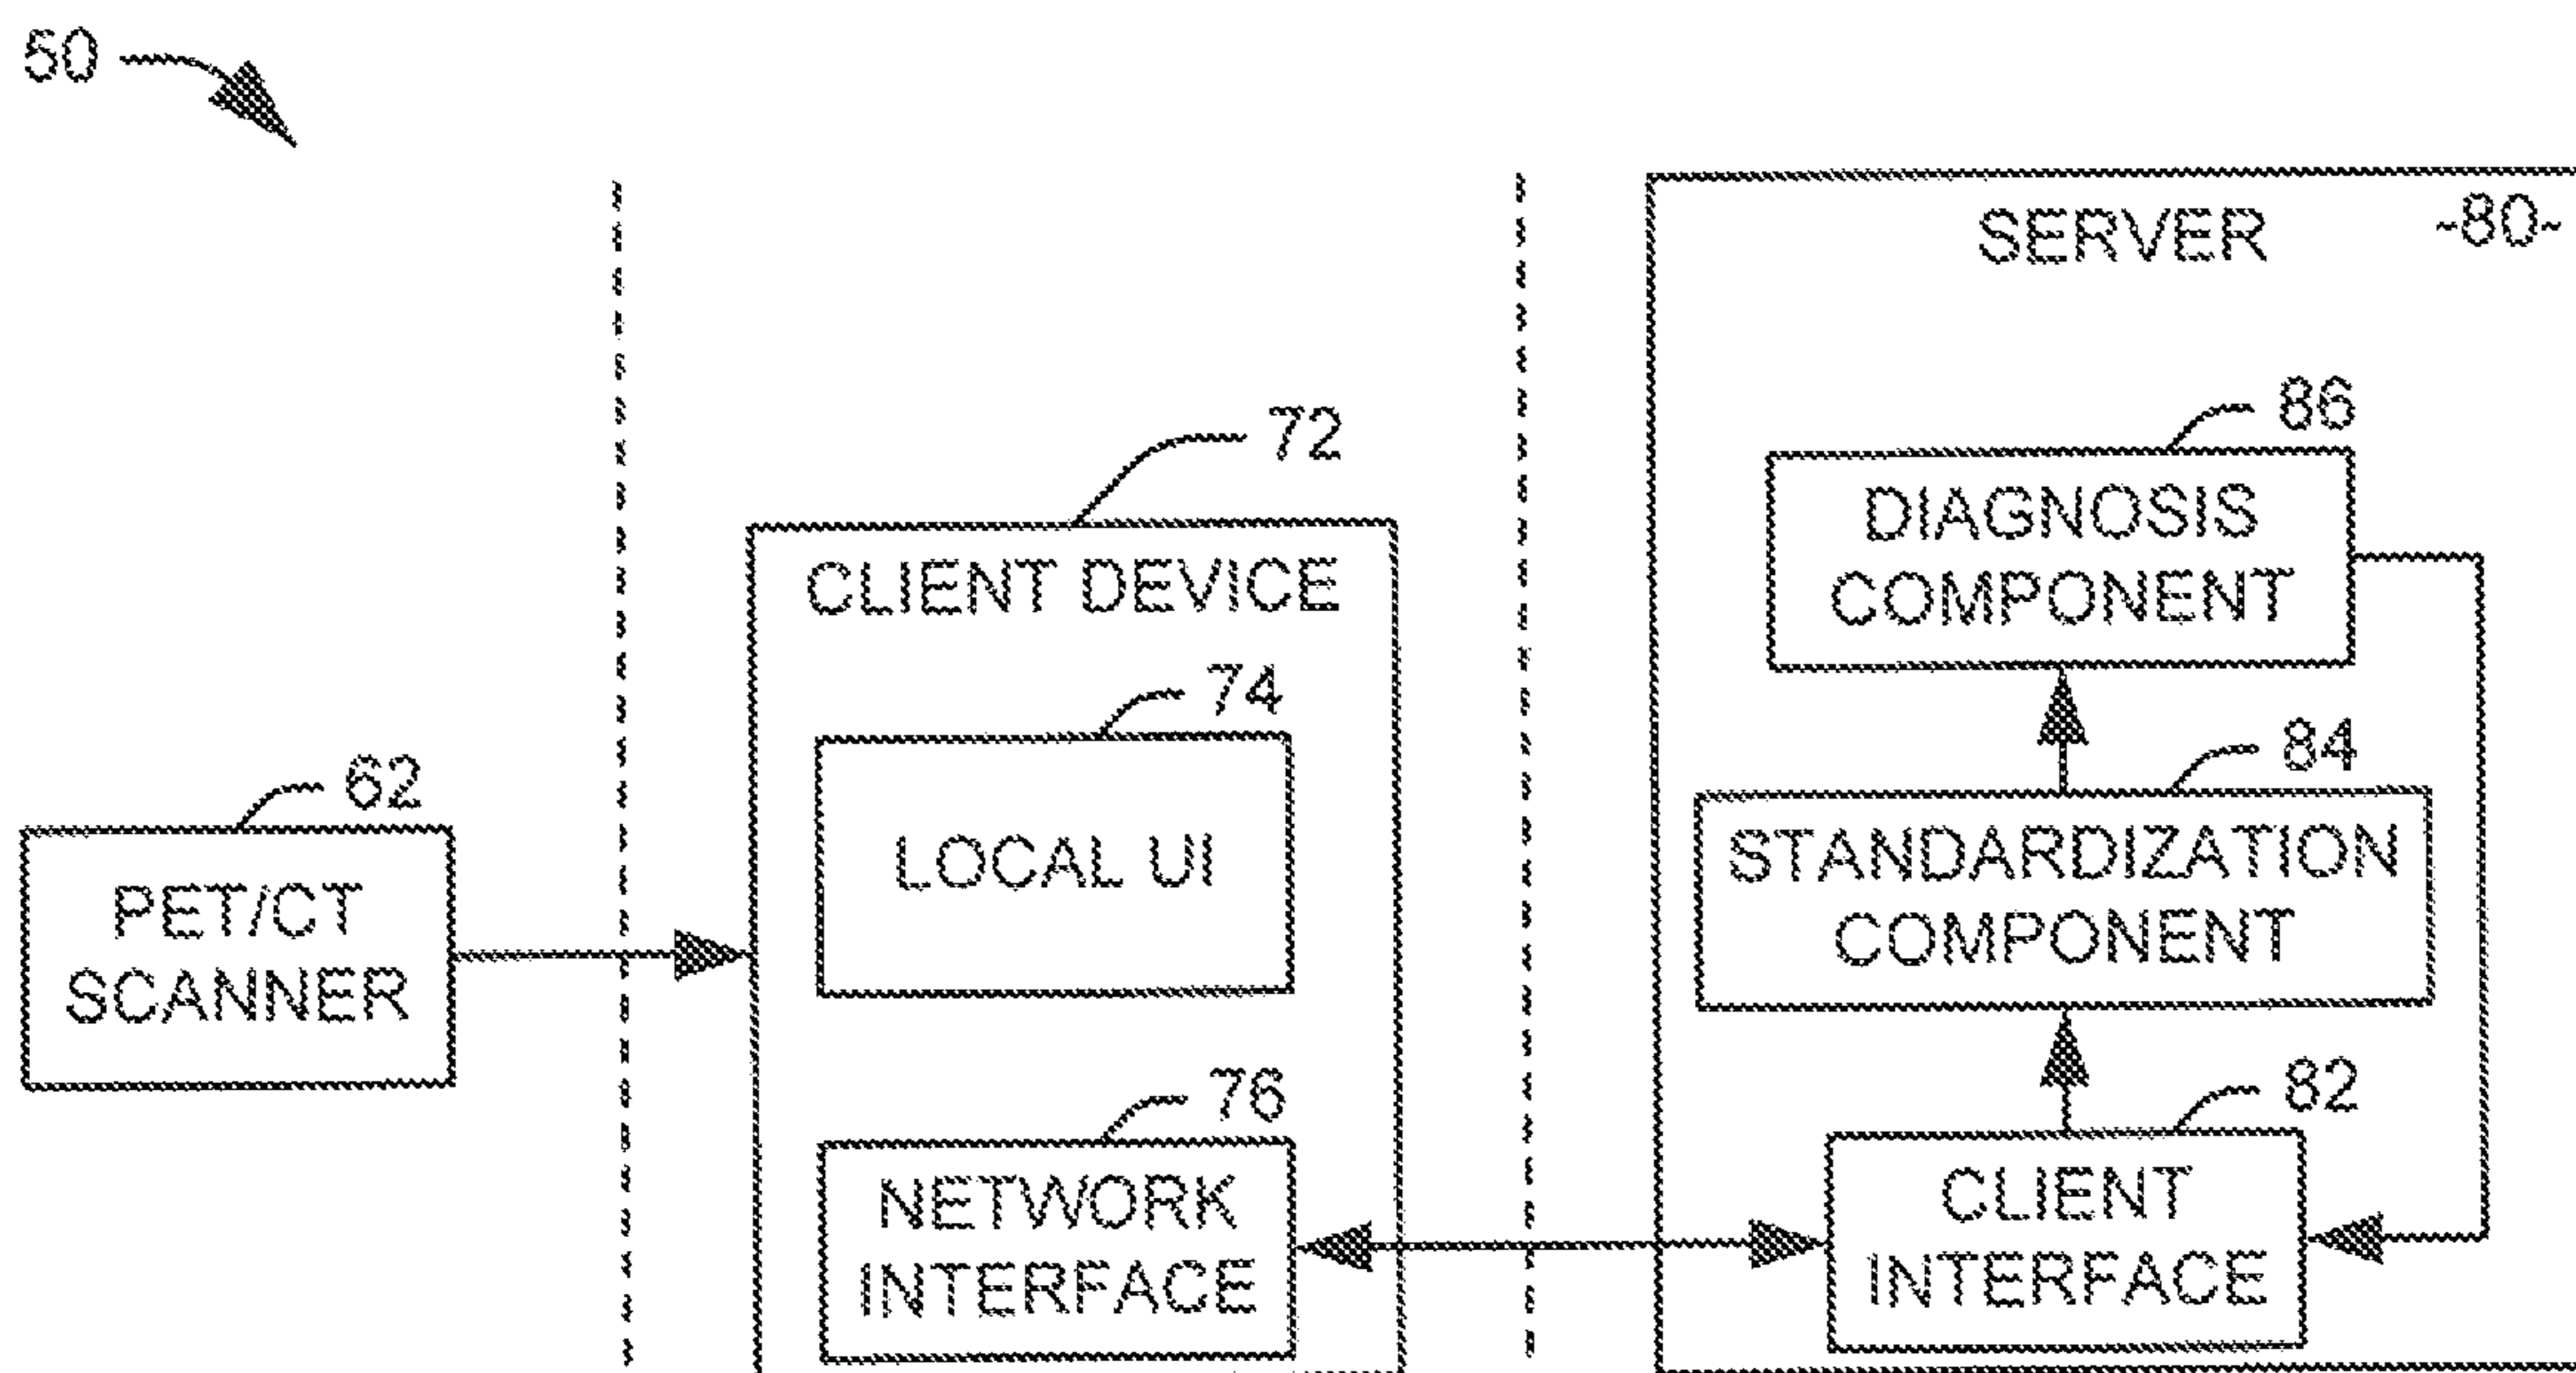 50
SERVER -80-
86
72
DIAGNOSIS
COMPONENT
CLIENT DEVICE
74
84
62
LOCAL UI
STANDARDIZATION
COMPONENT
PET/CT
SCANNER
76
82
NETWORK
INTERFACE
CLIENT
INTERFACE